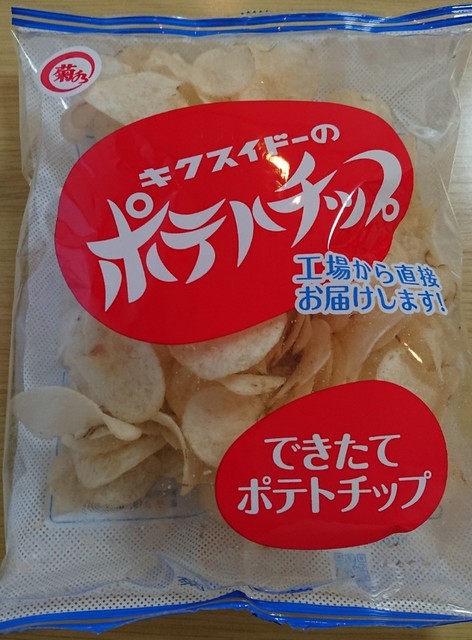 菊水
キクスイドーの
ポテトチップ
工場から直接
お届けします!
できたて
ポテトチップ